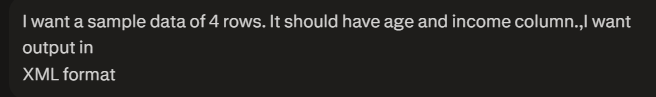 I want a sample data of 4 rows. It should have age and income column.,I want
output in
XML format